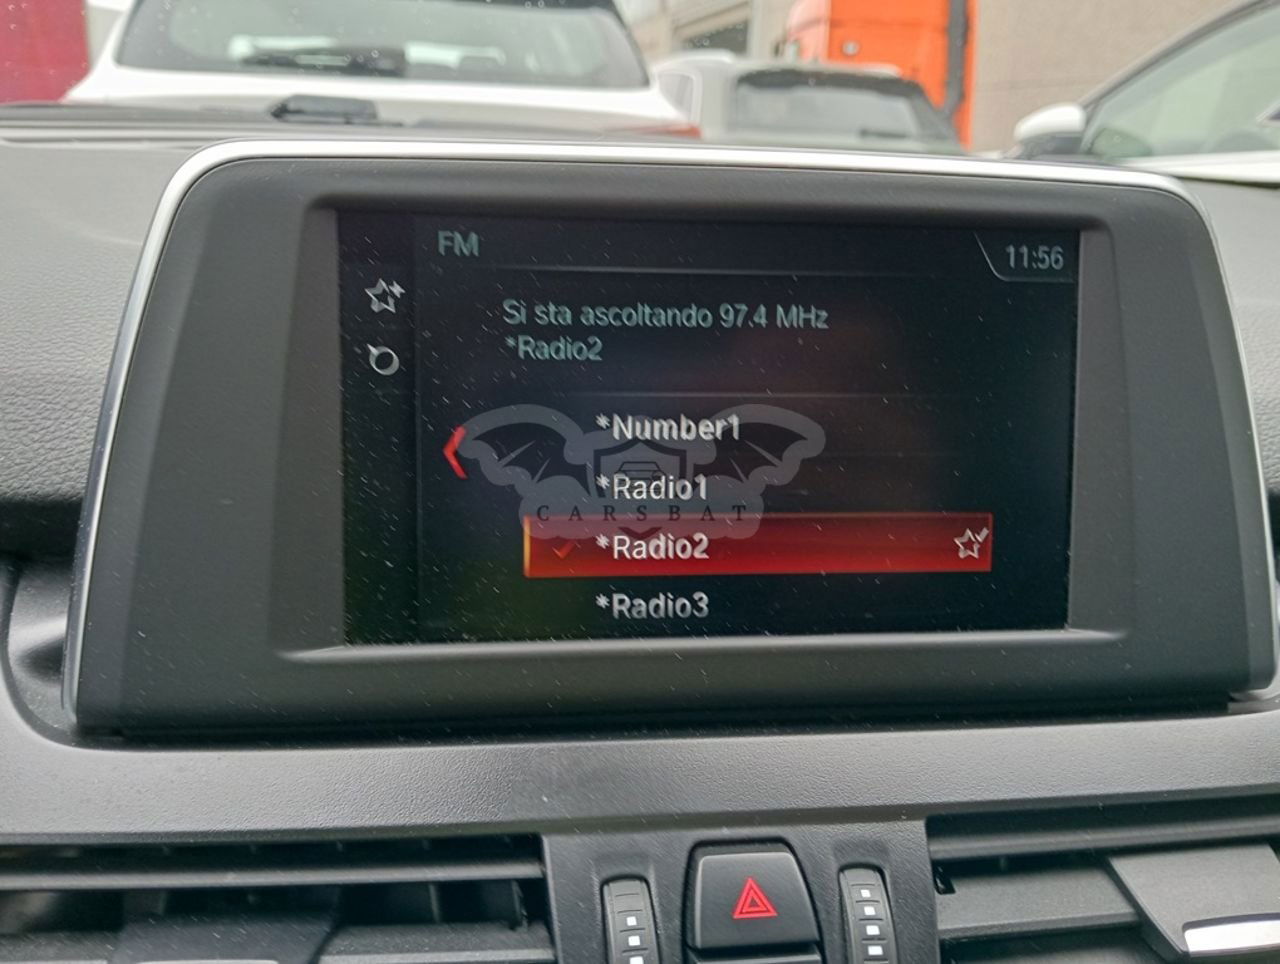 FM
11:56
Si sta ascoltando 97.4 MHz
*Radio2
*Number1
*Radio1
CARSBAT
*Radio2
*Radio3